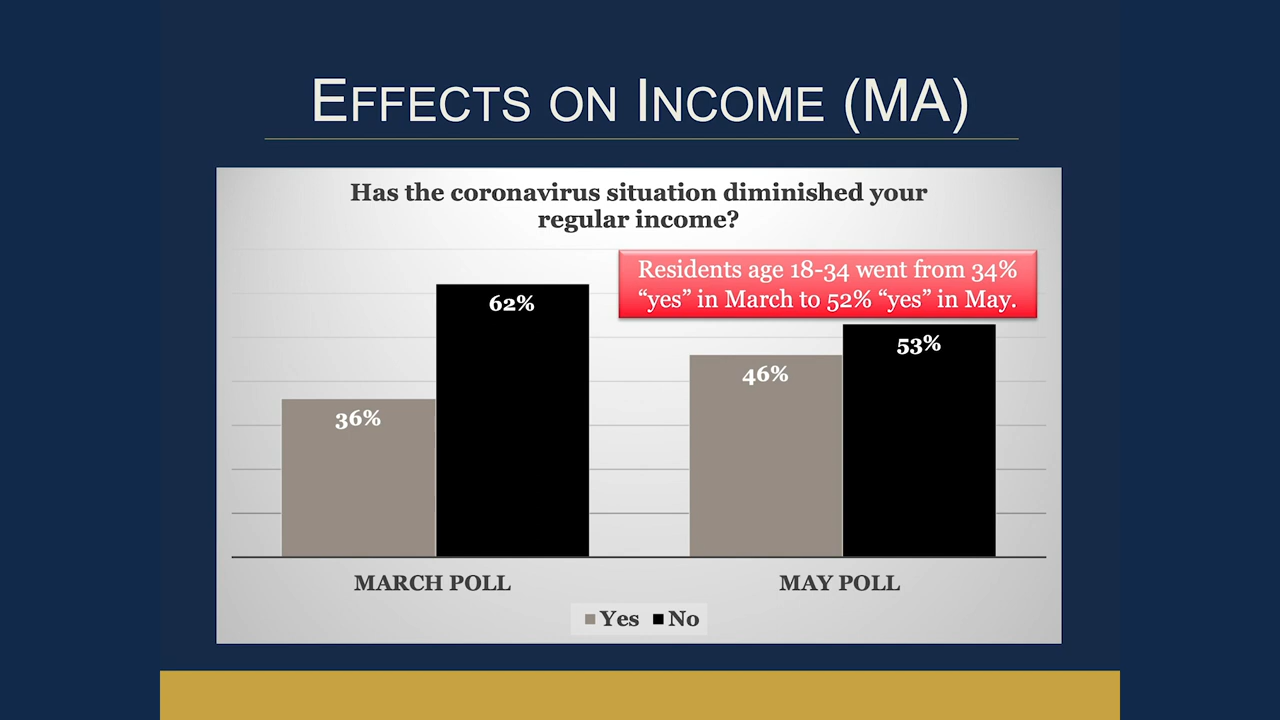 EFFECTS ON INCOME (MA)
Has the coronavirus situation diminished your
regular income?
Residents age 18-34 went from 34%
“yes” in March to 52% “yes” in May.
62%
53%
46%
36%
MARCH POLL
MAY POLL
Yes No